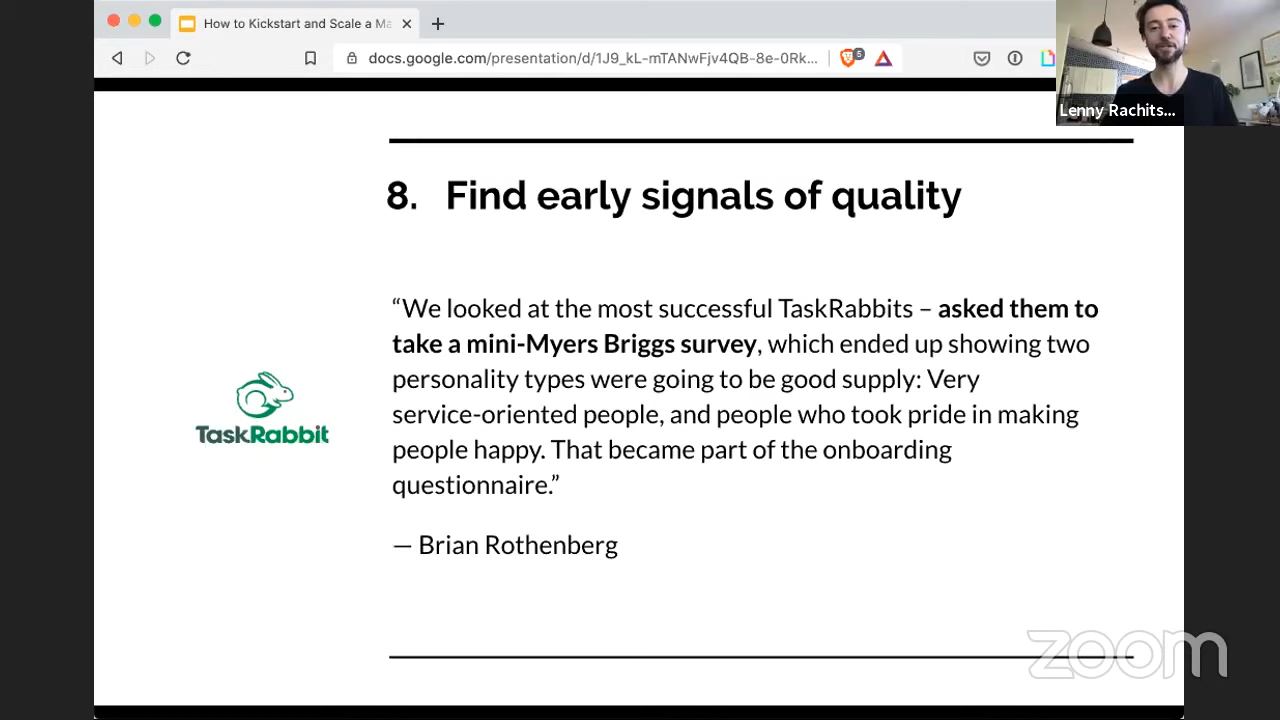 How to Kickstart and Scale a Ma
docs.google.com/presentation/d/1J9_kL-mTANwFjv4QB-8e-0Rk...
5
Lenny Rachits...
8. Find early signals of quality
“We looked at the most successful TaskRabbits – asked them to
take a mini-Myers Briggs survey, which ended up showing two
personality types were going to be good supply: Very
service-oriented people, and people who took pride in making
people happy. That became part of the onboarding
questionnaire.”
TaskRabbit
— Brian Rothenberg
zoom